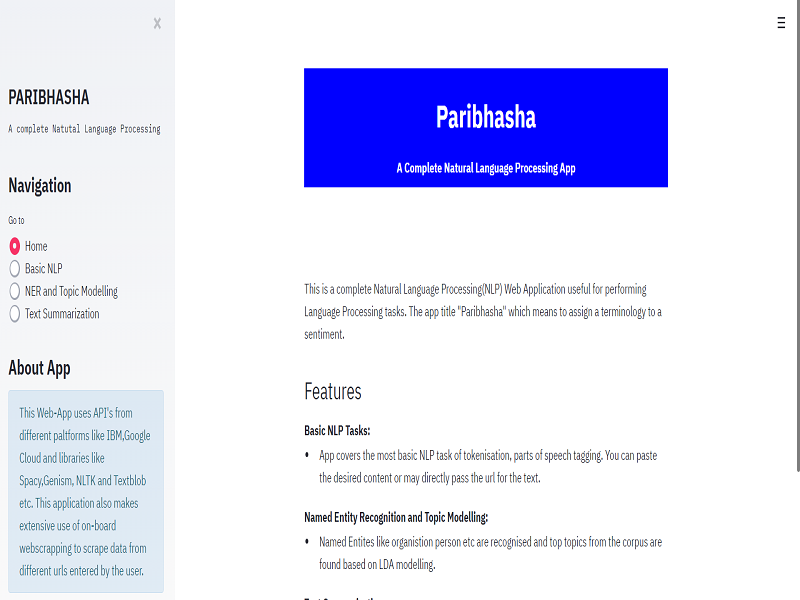 PARIBHASHA
A complete Natutal Language Processing
Navigation
Go to
Home
Basic NLP
NER and Topic Modelling
Text Summarization
About App
This Web-App uses API's from
different paltforms like IBM,Google
Cloud and libraries like
Spacy,Genism, NLTK and Textblob
etc. This application also makes
extensive use of on-board
webscrapping to scrape data from
different urls entered by the user.
Paribhasha
A Complete Natural Language Processing App
This is a complete Natural Language Processing(NLP) Web Application useful for performing
Language Processing tasks. The app title "Paribhasha" which means to assign a terminology to a
sentiment.
Features
Basic NLP Tasks:
• App covers the most basic NLP task of tokenisation, parts of speech tagging. You can paste
the desired content or may directly pass the url for the text.
Named Entity Recognition and Topic Modelling:
• Named Entites like organistion person etc are recognised and top topics from the corpus are
found based on LDA modelling.